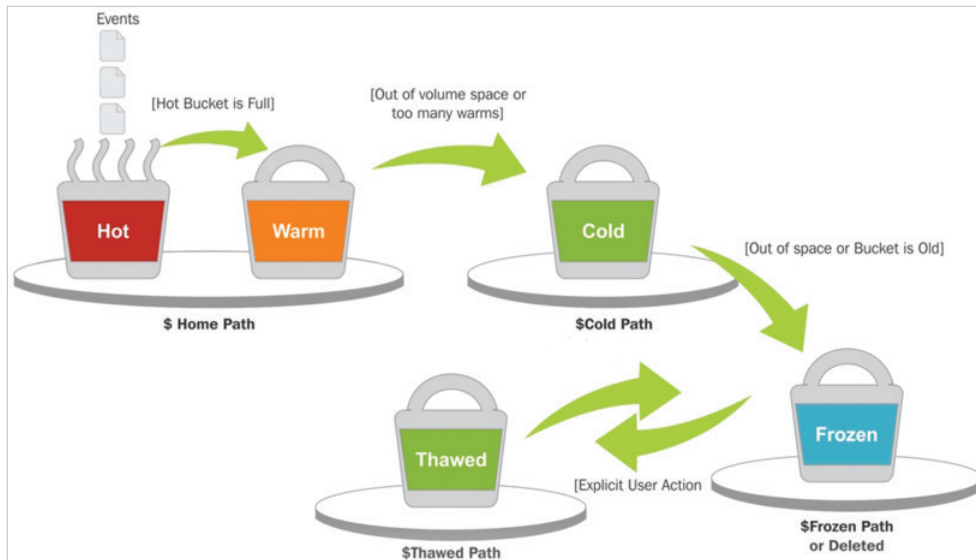 Events
[Hot Bucket is Full]
[Out of volume space or
too many warms]
Hot
Warm
Cold
[Out of space or Bucket is Old]
$ Home Path
$Cold Path
Thawed
Frozen
[Explicit User Action
$Thawed Path
$Frozen Path
or Deleted